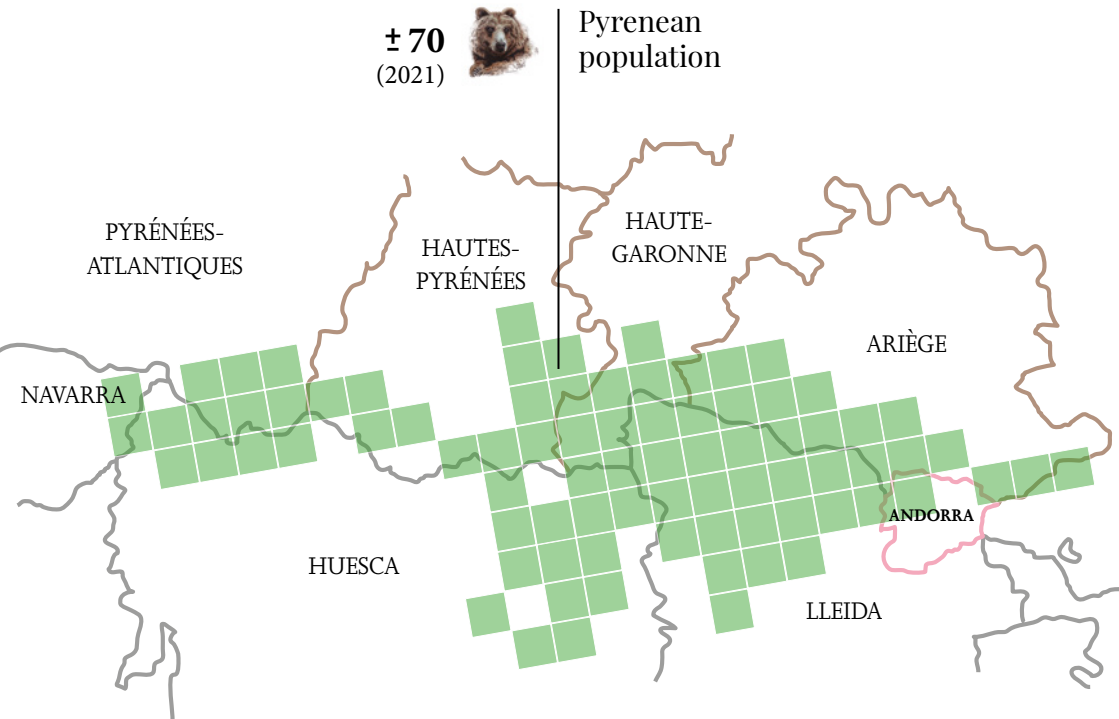 ± 70
(2021)
Pyrenean
population
PYRÉNÉES-
ATLANTIQUES
HAUTES-
PYRÉNÉES
HAUTE-
GARONNE
ARIÈGE
NAVARRA
ANDORRA
HUESCA
LLEIDA